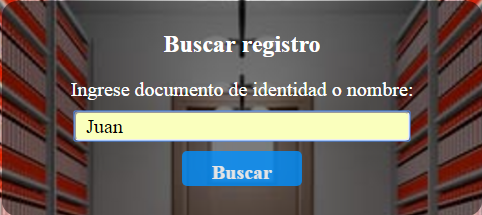 Buscar registro
Ingrese documento de identidad o nombre:
Juan
Buscar